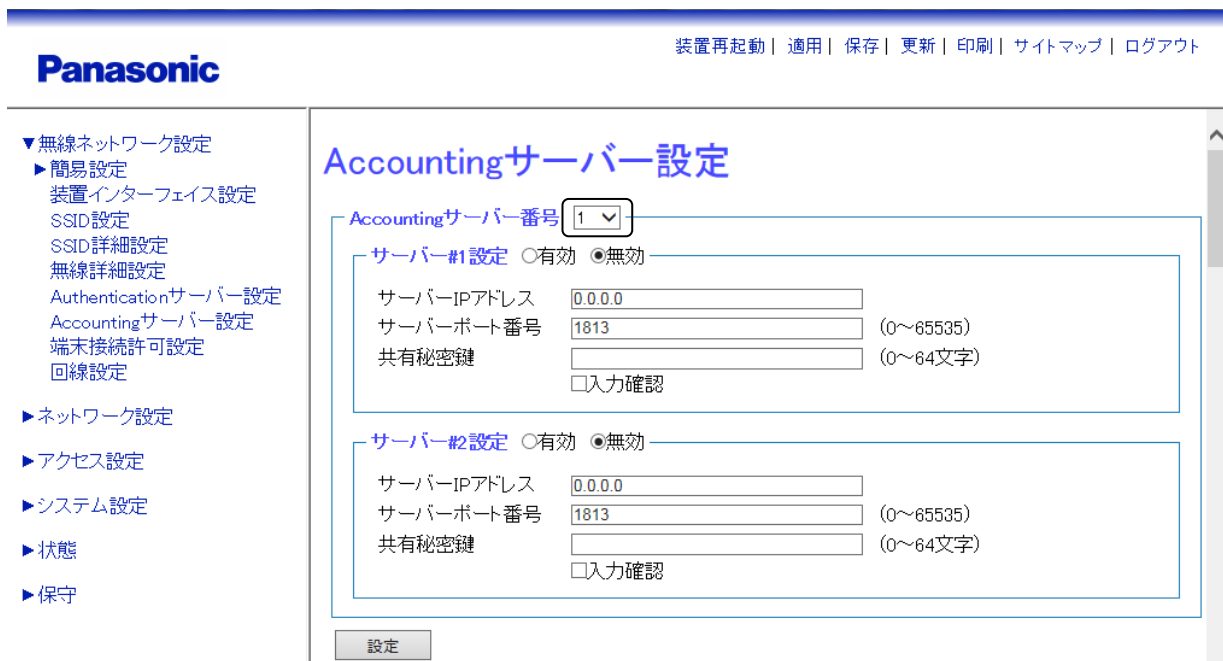 Panasonic
装置再起動 | 適用 | 保存 | 更新 | 印刷 | サイトマップ | ログアウト
▼無線ネットワーク設定
▶簡易設定
装置インターフェイス設定
SSID設定
SSID詳細設定
無線詳細設定
Authenticationサーバー設定
Accountingサーバー設定
端末接続許可設定
回線設定
▶ネットワーク設定
▶アクセス設定
▶システム設定
▶状態
▶保守
Accountingサーバー設定
Accountingサーバー番号 1
サーバー#1設定 ○有効 ◉無効
サーバーIPアドレス 0.0.0.0
サーバーポート番号 1813 (0～65535)
共有秘密鍵 (0～64文字)
□入力確認
サーバー#2設定 ○有効 ◉無効
サーバーIPアドレス 0.0.0.0
サーバーポート番号 1813 (0～65535)
共有秘密鍵 (0～64文字)
□入力確認
設定